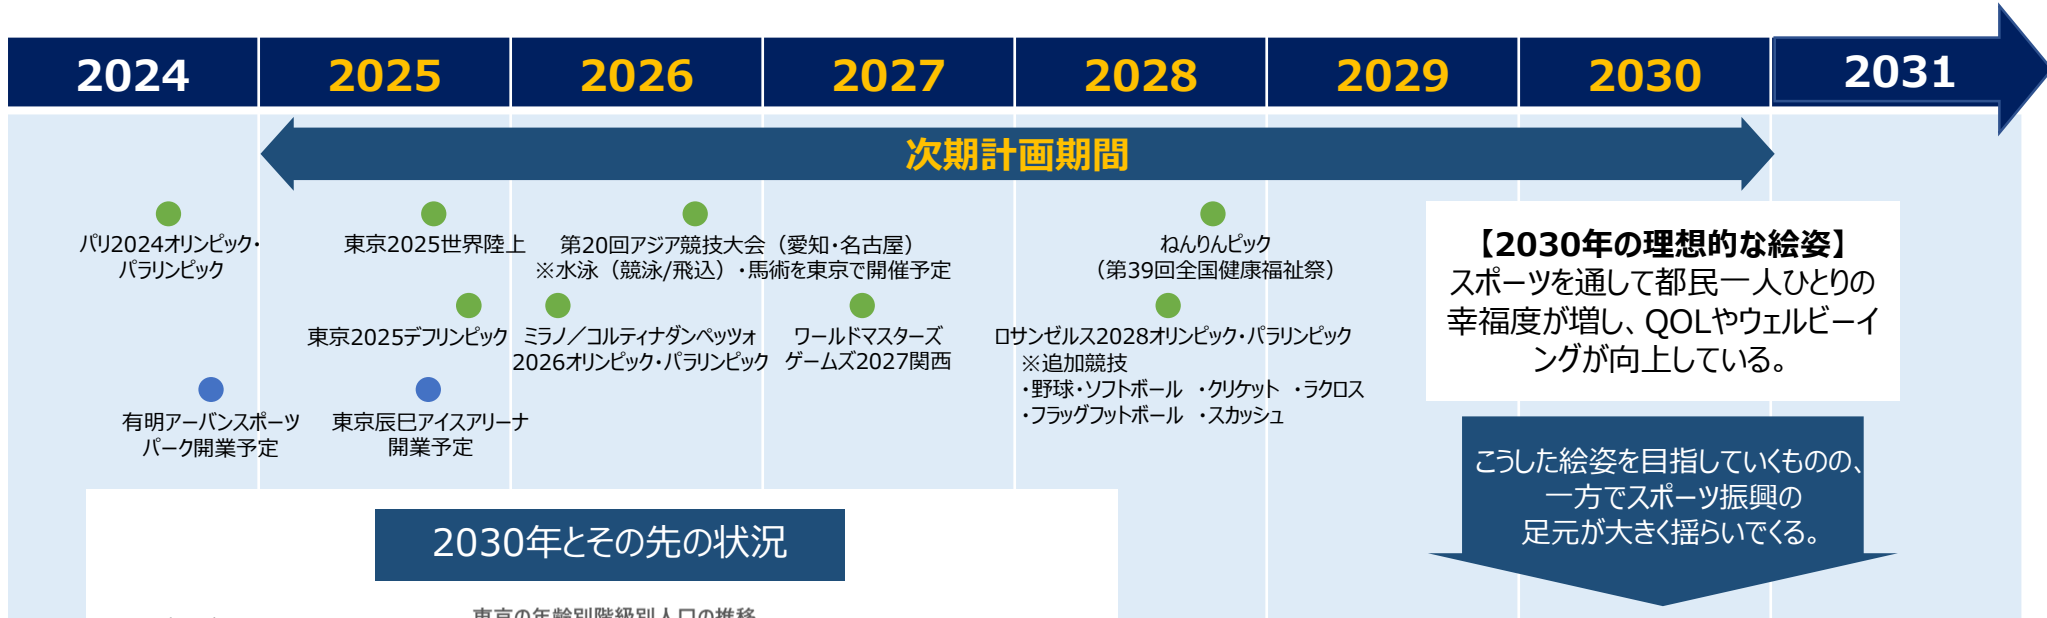 2024 2025 2026 2027 2028 2029 2030 2031
次期計画期間
パリ2024オリンピック・
パラリンピック
東京2025世界陸上
第20回アジア競技大会（愛知・名古屋）
※水泳（競泳/飛込）・馬術を東京で開催予定
ねんりんピック
（第39回全国健康福祉祭）
東京2025デフリンピック
ミラノ／コルティナダンペッツォ
2026オリンピック・パラリンピック
ワールドマスターズ
ゲームズ2027関西
ロサンゼルス2028オリンピック・パラリンピック
※追加競技
・野球・ソフトボール ・クリケット ・ラクロス
・フラッグフットボール ・スカッシュ
有明アーバンスポーツ
パーク開業予定
東京辰巳アイスアリーナ
開業予定
【2030年の理想的な絵姿】
スポーツを通して都民一人ひとりの
幸福度が増し、QOLやウェルビーイ
ングが向上している。
こうした絵姿を目指していくものの、
一方でスポーツ振興の
足元が大きく揺らいでくる。
2030年とその先の状況
東京の年齢別階級別人口の推移